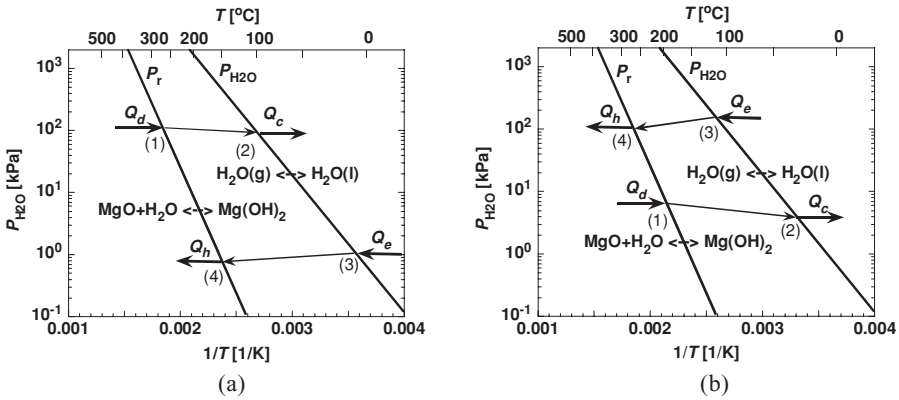 T [°C]
500 300 200 100 0
10³
10²
10¹
10⁰
10⁻¹
P_H2O [kPa]
P_r
P_H2O
Q_d
(1)
Q_c
(2)
H₂O(g) <-> H₂O(l)
MgO+H₂O <-> Mg(OH)₂
Q_h
(4)
Q_e
(3)
0.001 0.002 0.003 0.004
1/T [1/K]
(a)
T [°C]
500 300 200 100 0
10³
10²
10¹
10⁰
10⁻¹
P_H2O [kPa]
P_r
P_H2O
Q_h
(4)
Q_e
(3)
H₂O(g) <-> H₂O(l)
Q_d
(1)
Q_c
(2)
MgO+H₂O <-> Mg(OH)₂
0.001 0.002 0.003 0.004
1/T [1/K]
(b)